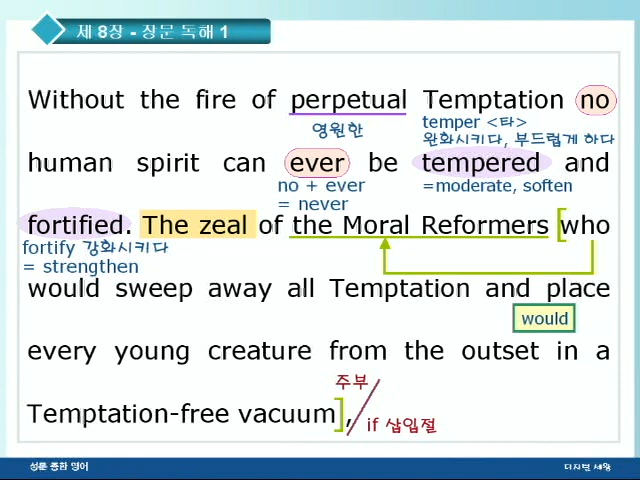 제 8장 - 장문 독해 1
Without the fire of perpetual Temptation no
영원한
temper <타>
완화시키다, 부드럽게 하다
human spirit can ever be tempered and
no + ever
= never
=moderate, soften
fortified. The zeal of the Moral Reformers [who
fortify 강화시키다
= strengthen
would sweep away all Temptation and place
would
every young creature from the outset in a
주부
Temptation-free vacuum],
if 삽입절
성문 종합 영어
디지털 세왕